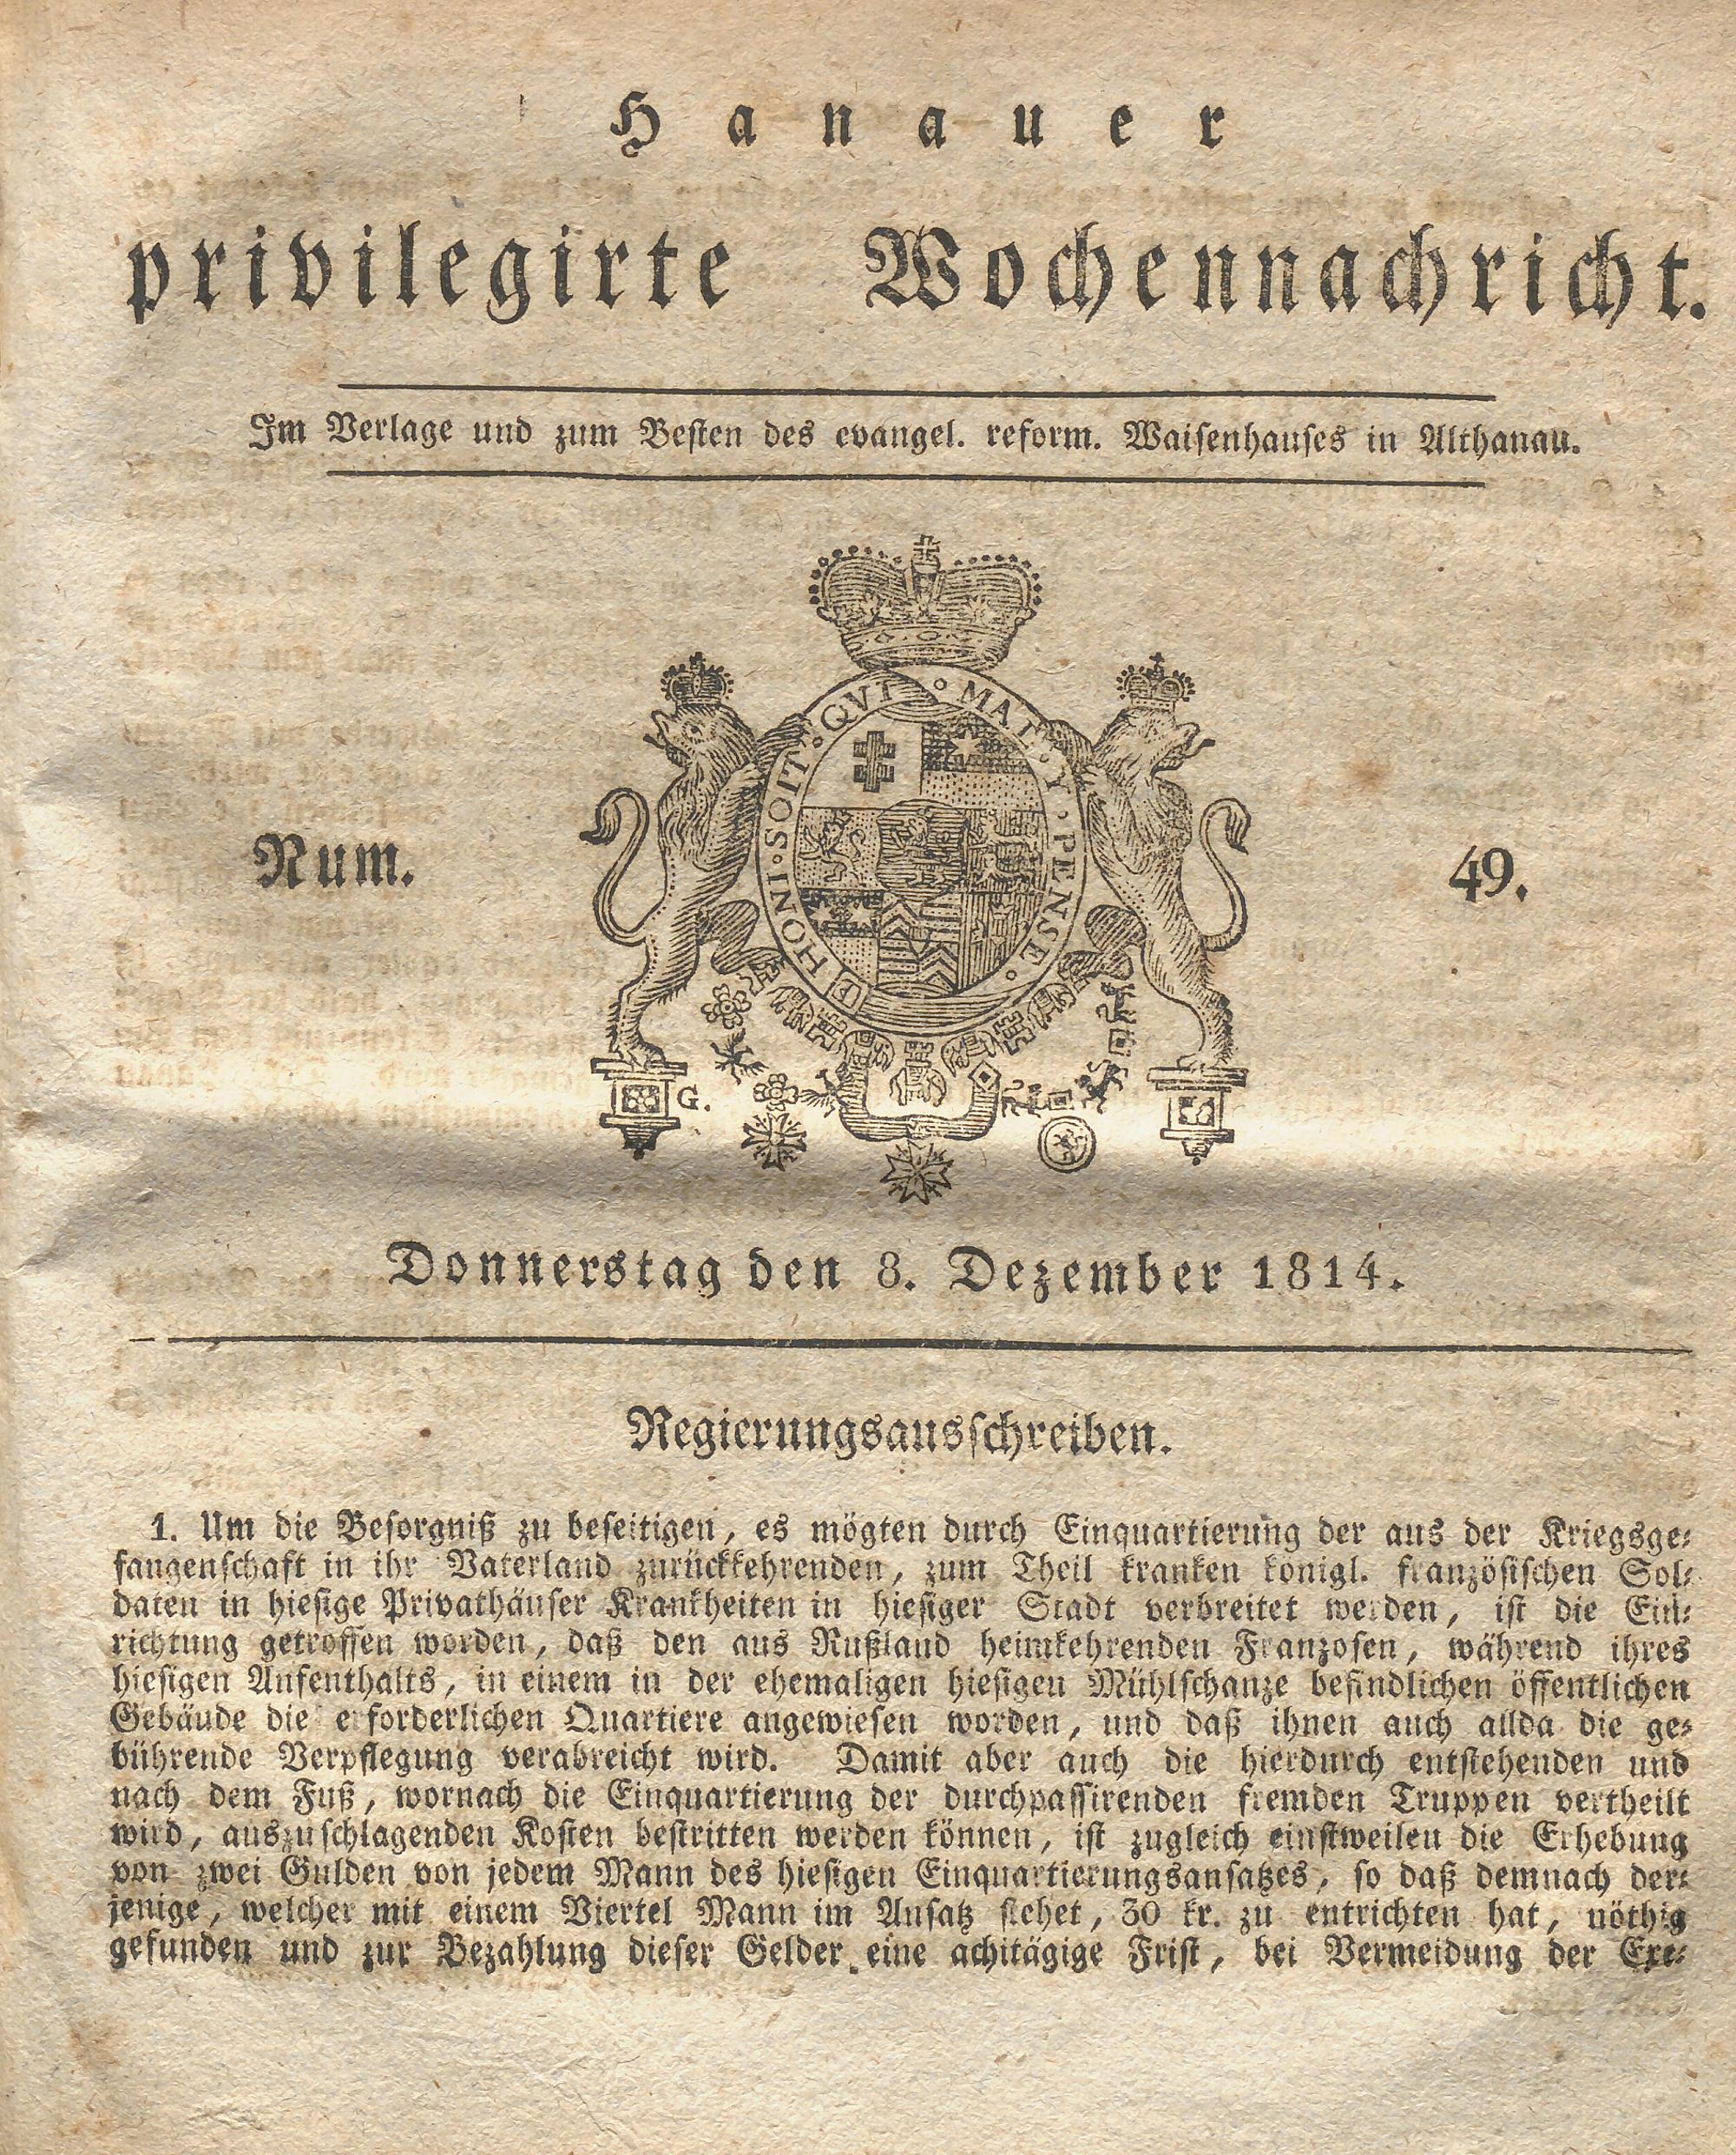 Hanauer
privilegirte Wochennachricht.
Im Verlage und zum Besten des evangel. reform. Waisenhauses in Althanau.
HONI·SOIT·QVI·MAL·Y·PENSE
Num. 49.
G.
Donnerstag den 8. Dezember 1814.
Regierungsausschreiben.
1. Um die Besorgniß zu beseitigen, es mögten durch Einquartierung der aus der Kriegsge-
fangenschaft in ihr Vaterland zurückkehrenden, zum Theil kranken königl. französischen Sol-
daten in hiesige Privathäuser Krankheiten in hiesiger Stadt verbreitet werden, ist die Ein-
richtung getroffen worden, daß den aus Rußland heimkehrenden Franzosen, während ihres
hiesigen Aufenthalts, in einem in der ehemaligen hiesigen Mühlschanze befindlichen öffentlichen
Gebäude die erforderlichen Quartiere angewiesen worden, und daß ihnen auch allda die ge-
bührende Verpflegung verabreicht wird. Damit aber auch die hierdurch entstehenden und
nach dem Fuß, wornach die Einquartierung der durchpassirenden fremden Truppen vertheilt
wird, auszuschlagenden Kosten bestritten werden können, ist zugleich einstweilen die Erhebung
von zwei Gulden von jedem Mann des hiesigen Einquartierungsansatzes, so daß demnach der-
jenige, welcher mit einem Viertel Mann im Ansatz stehet, 30 kr. zu entrichten hat, nöthig
gefunden und zur Bezahlung dieser Gelder eine achttägige Frist, bei Vermeidung der Exe-